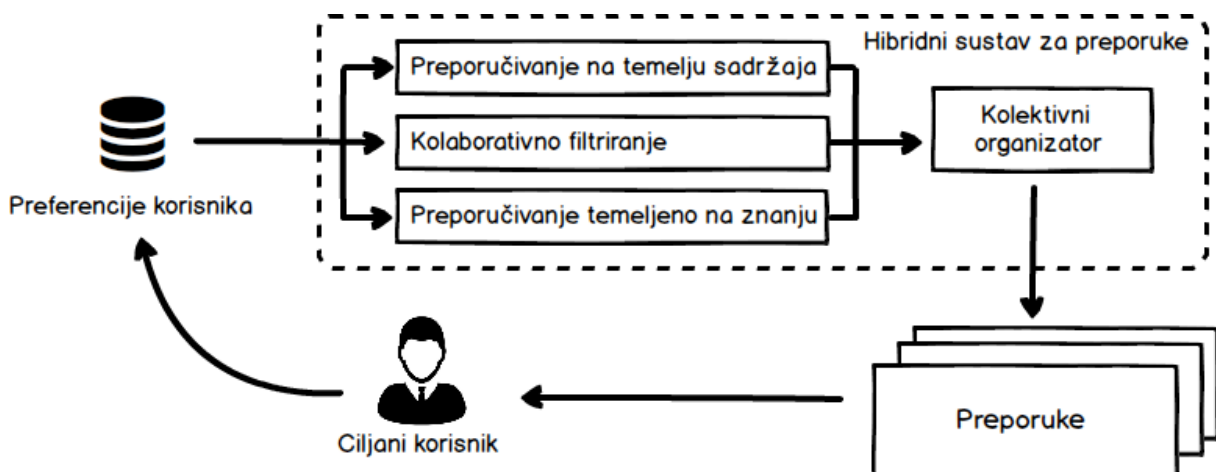 Hibridni sustav za preporuke
Preporučivanje na temelju sadržaja
Kolaborativno filtriranje
Preporučivanje temeljeno na znanju
Kolektivni
organizator
Preferencije korisnika
Ciljani korisnik
Preporuke